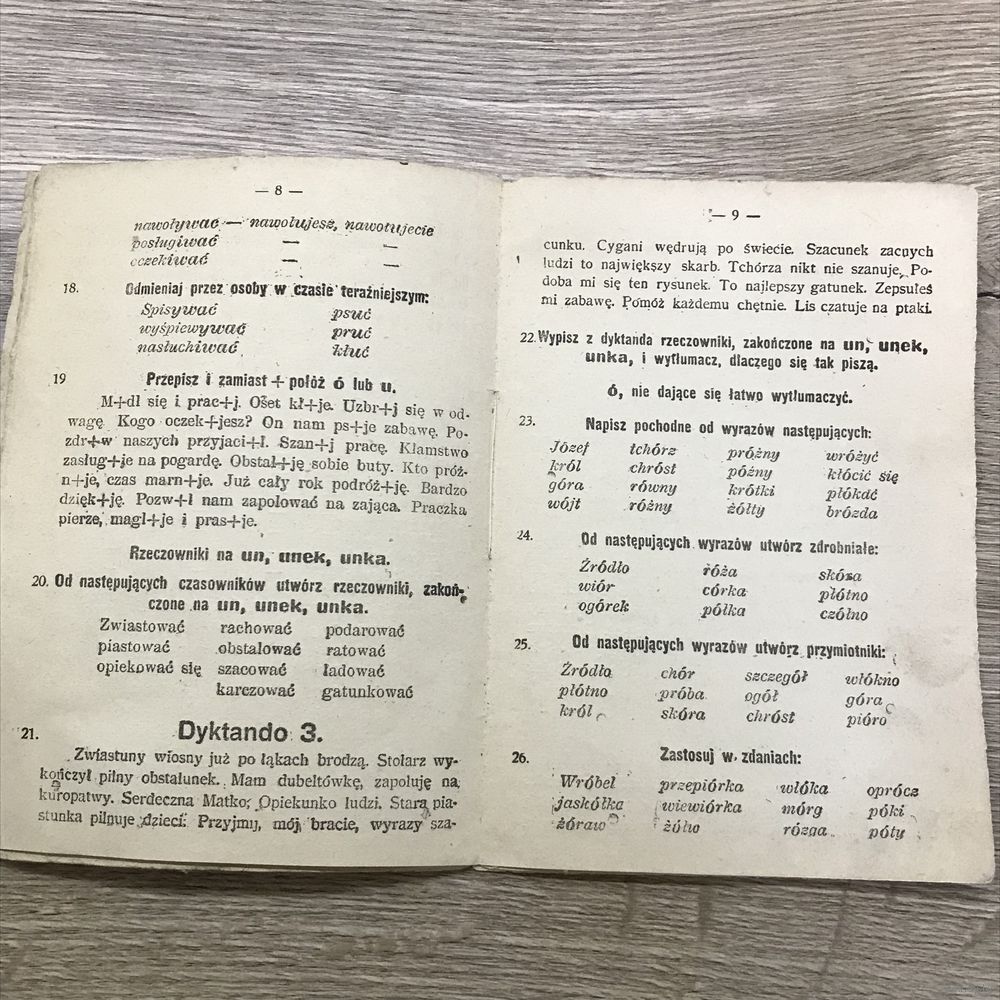 — 8 —
nawoływać — nawołujesz, nawołujecie
posługiwać — —
oczekiwać — —
18. Odmieniaj przez osoby w czasie teraźniejszym:
Spisywać psuć
wyśpiewywać pruć
nasłuchiwać kłuć
19 Przepisz i zamiast + połóż ó lub u.
M+dl się i prac+j. Oset kł+je. Uzbr+j się w od-
wagę Kogo oczek+jesz? On nam ps+je zabawę. Po-
zdr+w naszych przyjaci+ł. Szan+j pracę. Kłamstwo
zasług+je na pogardę. Obstal+ję sobie buty. Kto próż-
n+je, czas marn+je. Już cały rok podróż+ję. Bardzo
dzięk+ję. Pozw+l nam zapolować na zająca. Praczka
pierze, magl+je i pras+je.
Rzeczowniki na un, unek, unka.
20. Od następujących czasowników utwórz rzeczowniki, zakoń-
czone na un, unek, unka.
Zwiastować rachować podarować
piastować obstalować ratować
opiekować się szacować ładować
karczować gatunkować
21. Dyktando 3.
Zwiastuny wiosny już po łąkach brodzą. Stolarz wy-
kończył pilny obstalunek. Mam dubeltówkę, zapoluję na
kuropatwy. Serdeczna Matko, Opiekunko ludzi. Stara pia-
stunka pilnuje dzieci. Przyjmij, mój bracie, wyrazy sza-
— 9 —
cunku. Cygani wędrują po świecie. Szacunek zacnych
ludzi to największy skarb. Tchórza nikt nie szanuje. Po-
doba mi się ten rysunek. To najlepszy gatunek. Zepsułeś
mi zabawę. Pomóż każdemu chętnie. Lis czatuje na ptaki.
22. Wypisz z dyktanda rzeczowniki, zakończone na un, unek,
unka, i wytłumacz, dlaczego się tak piszą.
ó, nie dające się łatwo wytłumaczyć.
23. Napisz pochodne od wyrazów następujących:
Józef tchórz próżny wróżyć
król chróst późny kłócić się
góra równy krótki płókać
wójt różny żółty brózda
24. Od następujących wyrazów utwórz zdrobniałe:
Źródło róża skóra
wiór córka płótno
ogórek półka czółno
25. Od następujących wyrazów utwórz przymiotniki:
Źródło chór szczegół włókno
płótno próba ogół góra
król skóra chróst pióro
26. Zastosuj w zdaniach:
Wróbel przepiórka włóka oprócz
jaskółka wiewiórka mórg póki
żóraw żółw rózga póty